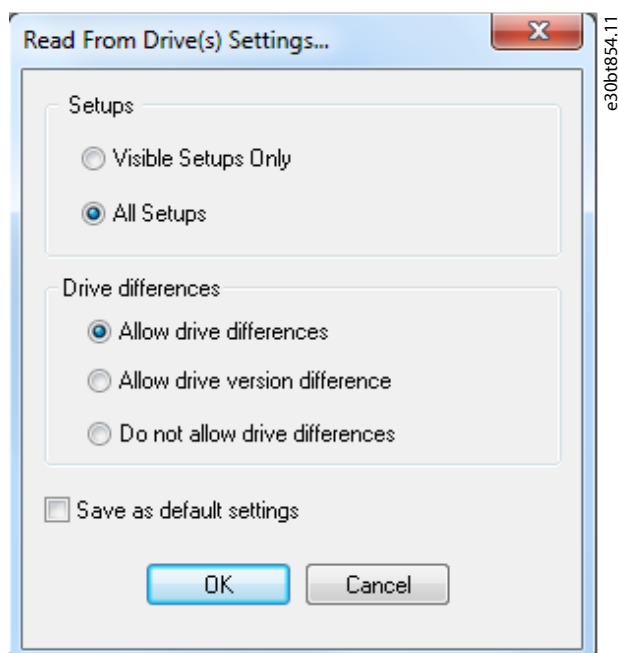 Read From Drive(s) Settings...
e30bt854.11
Setups
Visible Setups Only
All Setups
Drive differences
Allow drive differences
Allow drive version difference
Do not allow drive differences
Save as default settings
OK
Cancel